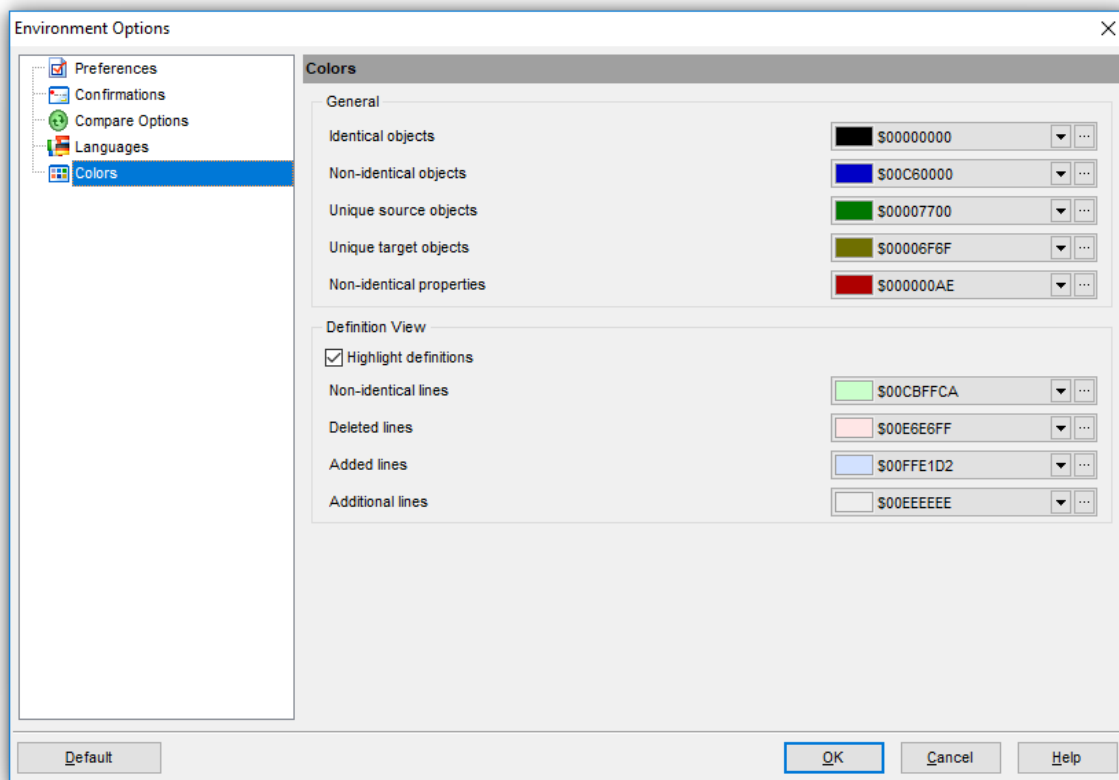 Environment Options
Preferences
Confirmations
Compare Options
Languages
Colors
Colors
General
Identical objects $00000000
Non-identical objects $00C60000
Unique source objects $00007700
Unique target objects $00006F6F
Non-identical properties $000000AE
Definition View
Highlight definitions
Non-identical lines $00CBFFCA
Deleted lines $00E6E6FF
Added lines $00FFE1D2
Additional lines $00EEEEEE
Default OK Cancel Help